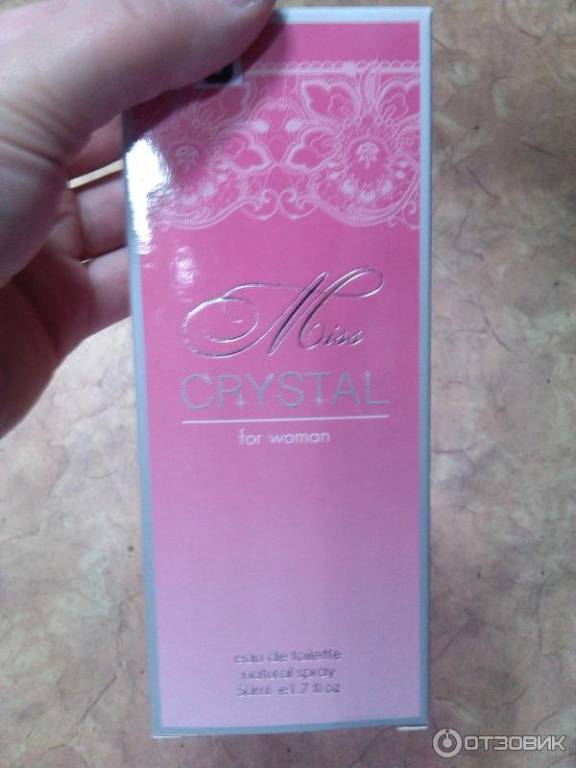 Miss
CRYSTAL
for woman
eau de toilette
natural spray
50ml e1.7 fl oz
ОТЗОВИК